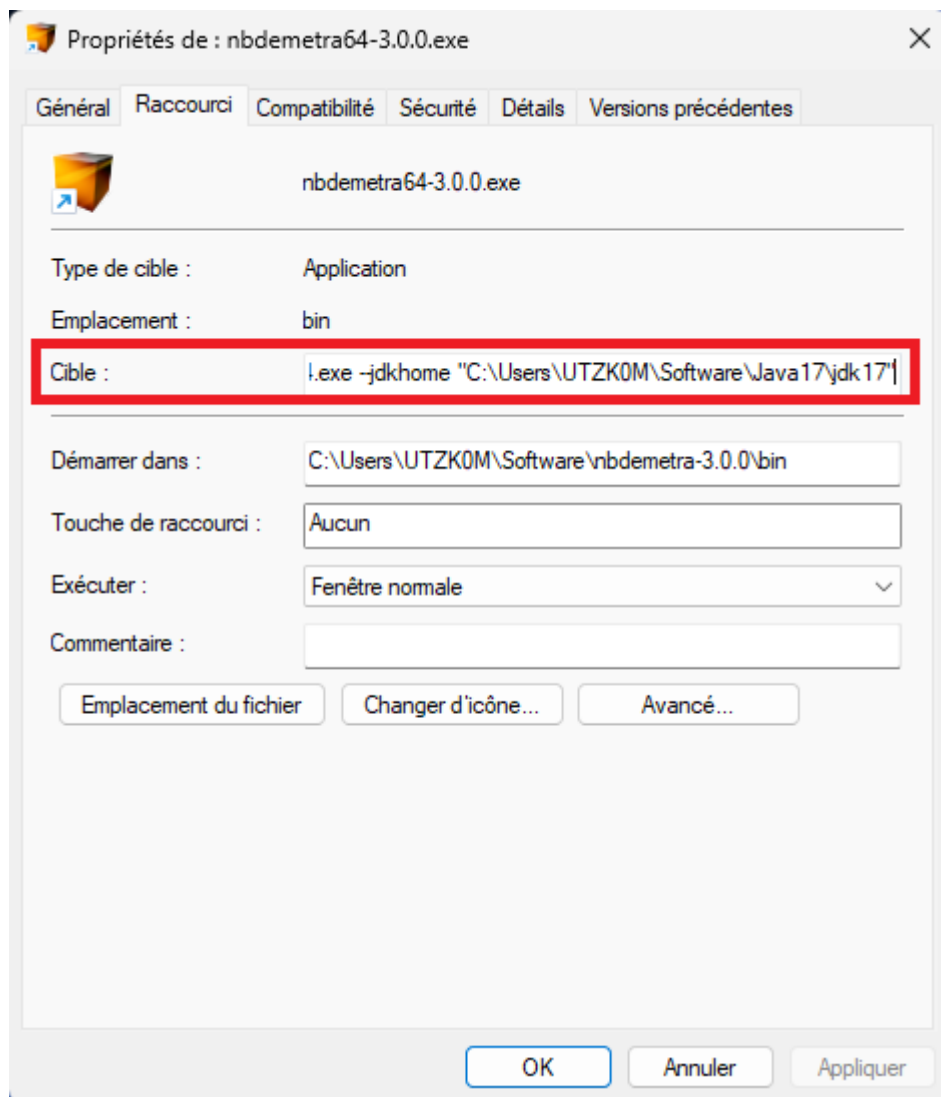 Propriétés de : nbdemetra64-3.0.0.exe
Général Raccourci Compatibilité Sécurité Détails Versions précédentes
nbdemetra64-3.0.0.exe
Type de cible : Application
Emplacement : bin
Cible : 4.exe --jdkhome "C:\Users\UTZK0M\Software\Java17\jdk17"
Démarrer dans : C:\Users\UTZK0M\Software\nbdemetra-3.0.0\bin
Touche de raccourci : Aucun
Exécuter : Fenêtre normale
Commentaire :
Emplacement du fichier Changer d'icône... Avancé...
OK Annuler Appliquer